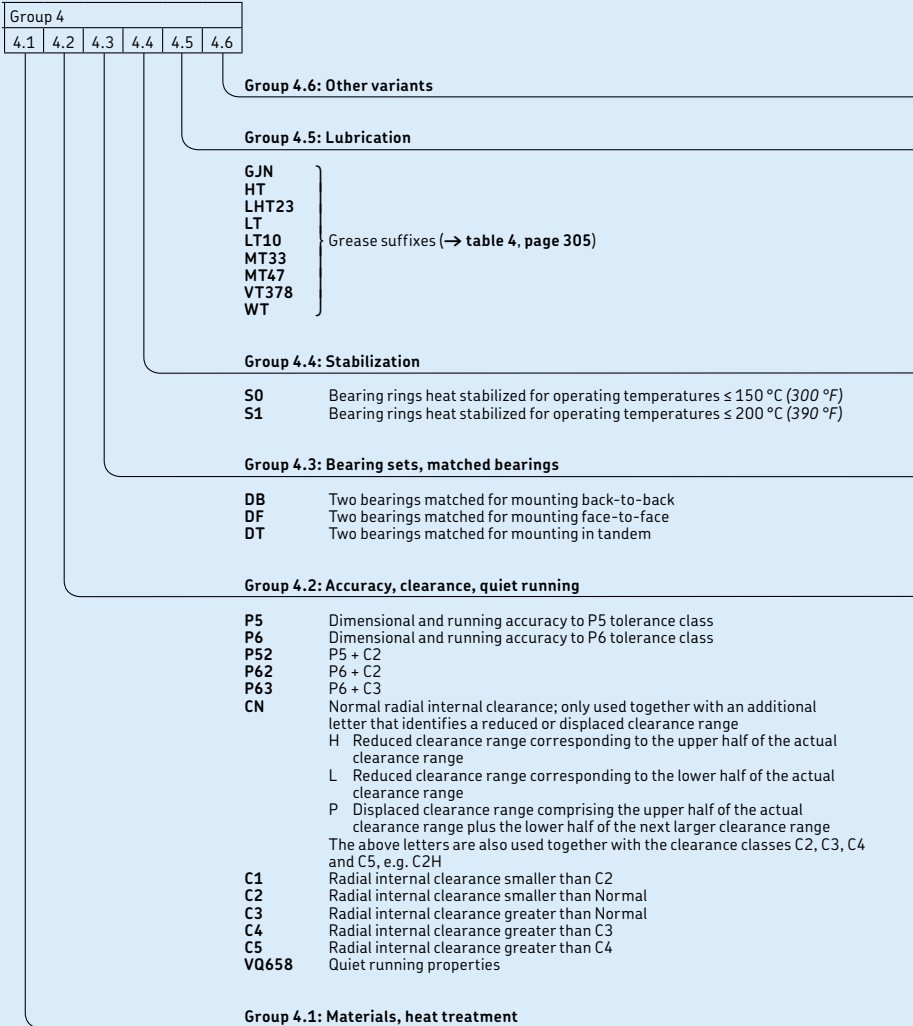 Group 4
4.1 4.2 4.3 4.4 4.5 4.6
Group 4.6: Other variants
Group 4.5: Lubrication
GJN
HT
LHT23
LT
LT10 Grease suffixes (→ table 4, page 305)
MT33
MT47
VT378
WT
Group 4.4: Stabilization
S0 Bearing rings heat stabilized for operating temperatures ≤ 150 °C (300 °F)
S1 Bearing rings heat stabilized for operating temperatures ≤ 200 °C (390 °F)
Group 4.3: Bearing sets, matched bearings
DB Two bearings matched for mounting back-to-back
DF Two bearings matched for mounting face-to-face
DT Two bearings matched for mounting in tandem
Group 4.2: Accuracy, clearance, quiet running
P5 Dimensional and running accuracy to P5 tolerance class
P6 Dimensional and running accuracy to P6 tolerance class
P52 P5 + C2
P62 P6 + C2
P63 P6 + C3
CN Normal radial internal clearance; only used together with an additional
letter that identifies a reduced or displaced clearance range
H Reduced clearance range corresponding to the upper half of the actual
clearance range
L Reduced clearance range corresponding to the lower half of the actual
clearance range
P Displaced clearance range comprising the upper half of the actual
clearance range plus the lower half of the next larger clearance range
The above letters are also used together with the clearance classes C2, C3, C4
and C5, e.g. C2H
C1 Radial internal clearance smaller than C2
C2 Radial internal clearance smaller than Normal
C3 Radial internal clearance greater than Normal
C4 Radial internal clearance greater than C3
C5 Radial internal clearance greater than C4
VQ658 Quiet running properties
Group 4.1: Materials, heat treatment